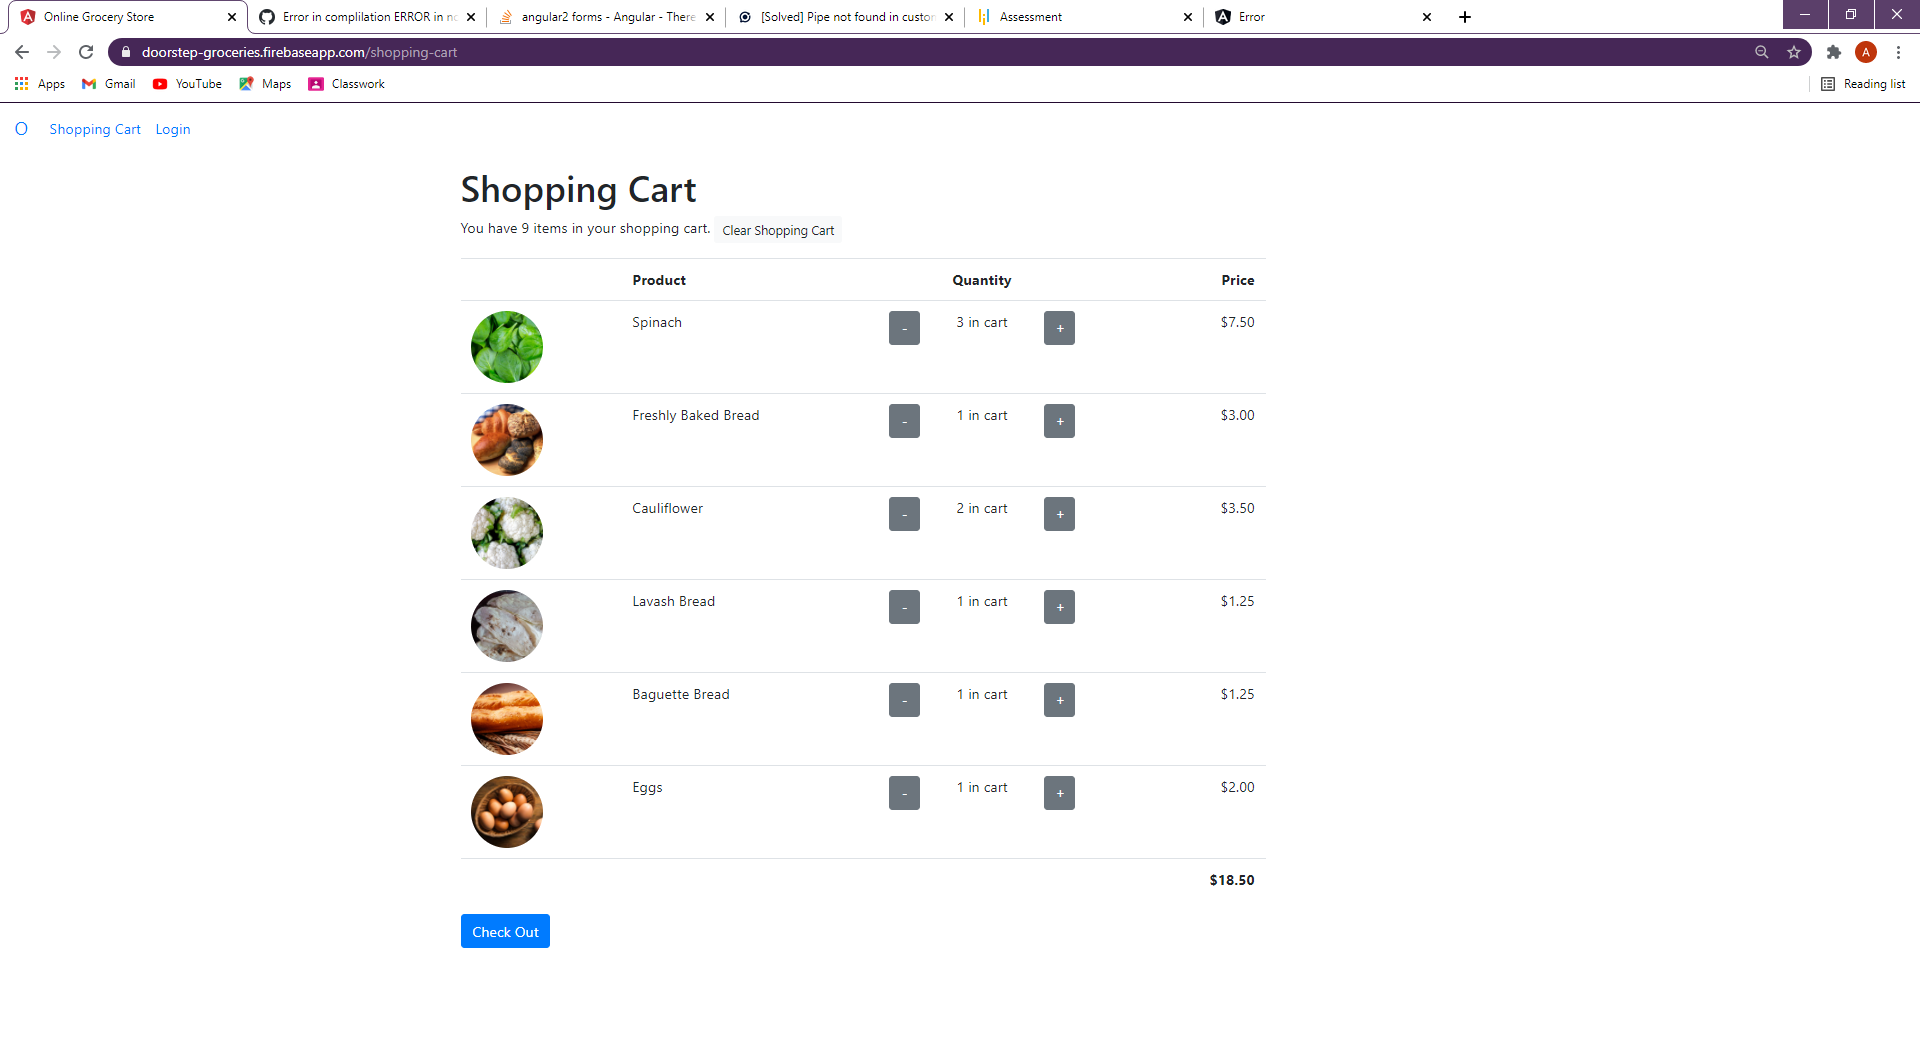 Online Grocery Store
Error in complilation ERROR in no
angular2 forms - Angular - There
[Solved] Pipe not found in custor
Assessment
Error
doorstep-groceries.firebaseapp.com/shopping-cart
A
Apps
Gmail
YouTube
Maps
Classwork
Reading list
O Shopping Cart Login
Shopping Cart
You have 9 items in your shopping cart. Clear Shopping Cart
Product Quantity Price
Spinach - 3 in cart + $7.50
Freshly Baked Bread - 1 in cart + $3.00
Cauliflower - 2 in cart + $3.50
Lavash Bread - 1 in cart + $1.25
Baguette Bread - 1 in cart + $1.25
Eggs - 1 in cart + $2.00
$18.50
Check Out